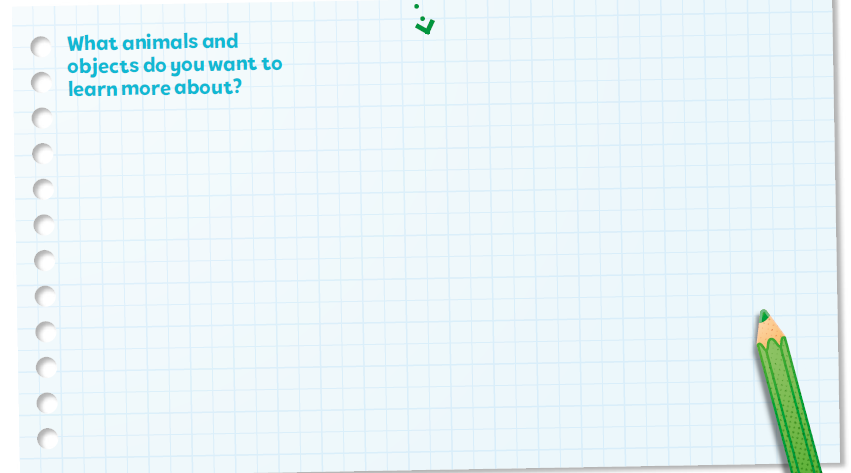 What animals and
objects do you want to
learn more about?